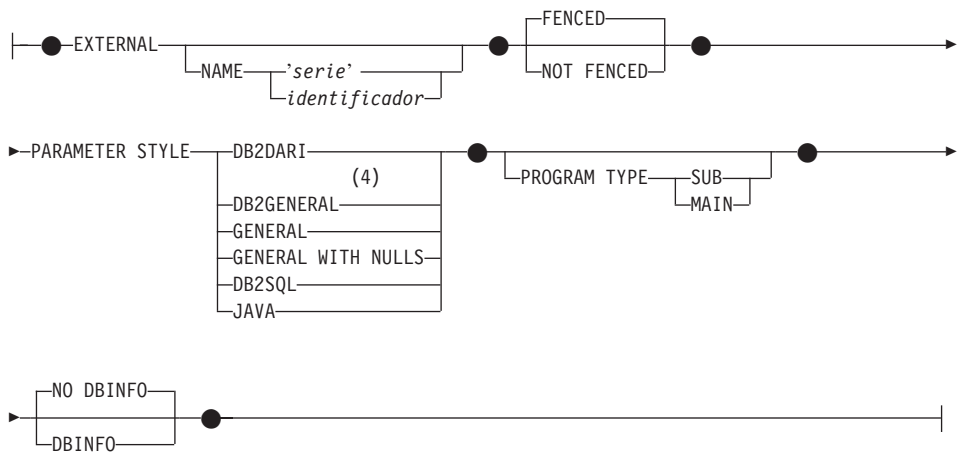 FENCED
EXTERNAL
NAME 'serie'
identificador
NOT FENCED
PARAMETER STYLE DB2DARI
(4)
DB2GENERAL
GENERAL
GENERAL WITH NULLS
DB2SQL
JAVA
PROGRAM TYPE SUB
MAIN
NO DBINFO
DBINFO